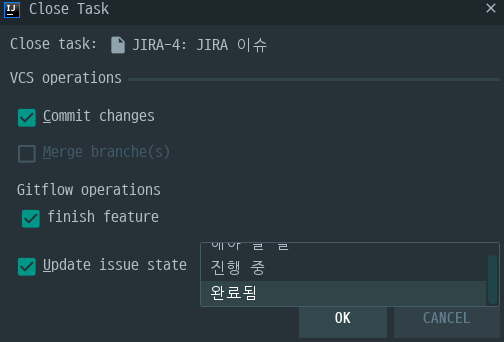 IJ Close Task
Close task: JIRA-4: JIRA 이슈
VCS operations
Commit changes
Merge branche(s)
Gitflow operations
finish feature
Update issue state
진행 중
완료됨
OK CANCEL